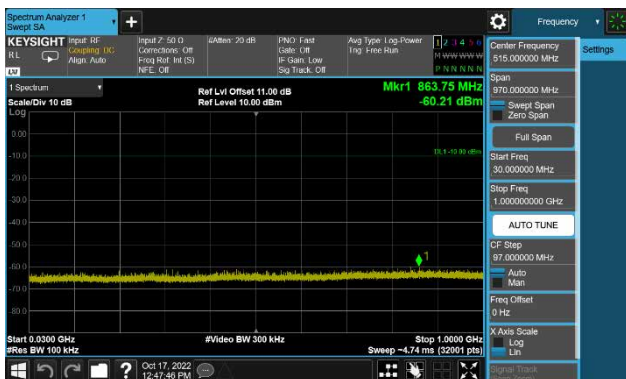 Spectrum Analyzer 1
Swept SA
+
Frequency
KEYSIGHT
RL
LXI
Input: RF
Coupling: DC
Align: Auto
Input Z: 50 Ω
Corrections: Off
Freq Ref: Int (S)
NFE: Off
#Atten: 20 dB
PNO: Fast
Gate: Off
IF Gain: Low
Sig Track: Off
Avg Type: Log-Power
Trig: Free Run
1 2 3 4 5 6
M W W W W W
P N N N N N
1 Spectrum
Scale/Div 10 dB
Log
Ref Lvl Offset 11.00 dB
Ref Level 10.00 dBm
Mkr1 863.75 MHz
-60.21 dBm
0.00
-10.0
-20.0
-30.0
-40.0
-50.0
-60.0
-70.0
-80.0
1
Start 0.0300 GHz
#Res BW 100 kHz
#Video BW 300 kHz
Stop 1.0000 GHz
Sweep ~4.74 ms (32001 pts)
?
Oct 17, 2022
12:47:46 PM
Center Frequency
515.000000 MHz
Settings
Span
970.000000 MHz
Swept Span
Zero Span
Full Span
Start Freq
30.000000 MHz
Stop Freq
1.000000000 GHz
AUTO TUNE
CF Step
97.000000 MHz
Auto
Man
Freq Offset
0 Hz
X Axis Scale
Log
Lin
Signal Track